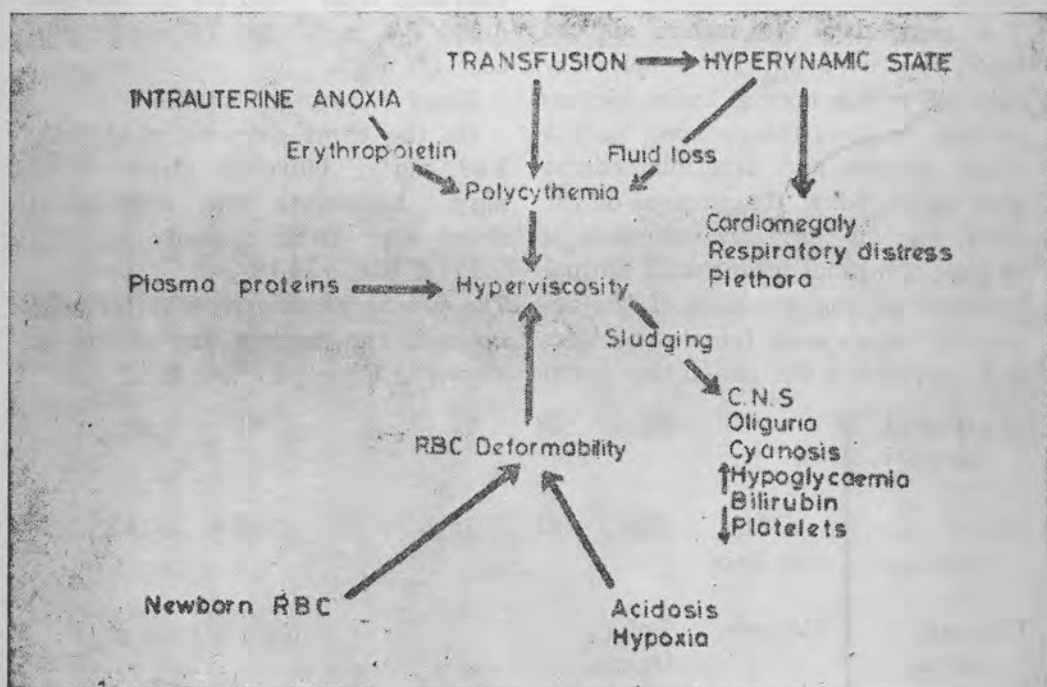 TRANSFUSION → HYPERYNAMIC STATE
INTRAUTERINE ANOXIA
Erythropoietin
Fluid loss
Polycythemia
Cardiomegaly
Respiratory distress
Plethora
Plasma proteins → Hyperviscosity
Sludging
C.N.S
Oliguria
Cyanosis
↑Hypoglycaemia
Bilirubin
↓Platelets
RBC Deformability
Newborn RBC
Acidosis
Hypoxia